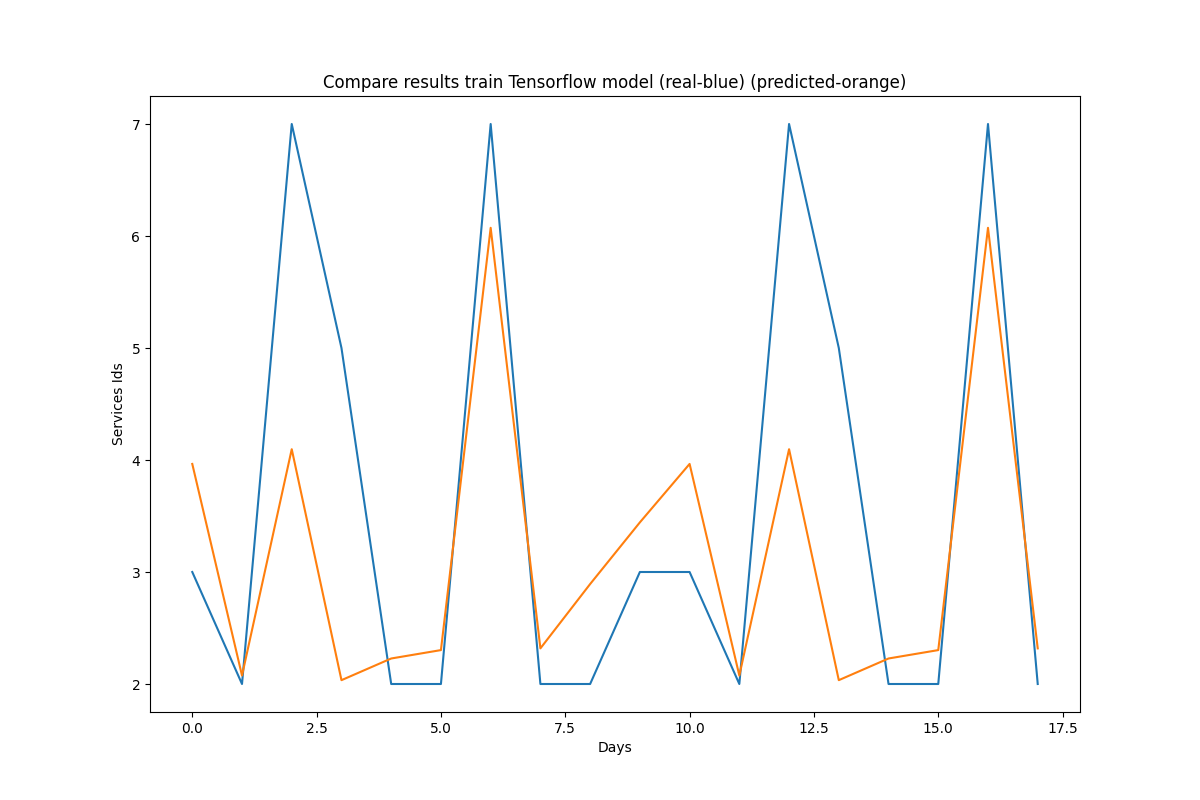 Compare results train Tensorflow model (real-blue) (predicted-orange)
7
6
5
4
3
2
Services Ids
0.0 2.5 5.0 7.5 10.0 12.5 15.0 17.5
Days